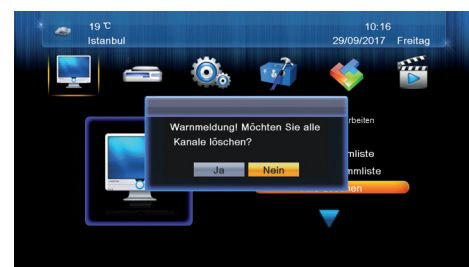 19 ℃
10:16
Istanbul
29/09/2017 Freitag
Warnmeldung! Möchten Sie alle
Kanale löschen?
Ja
Nein